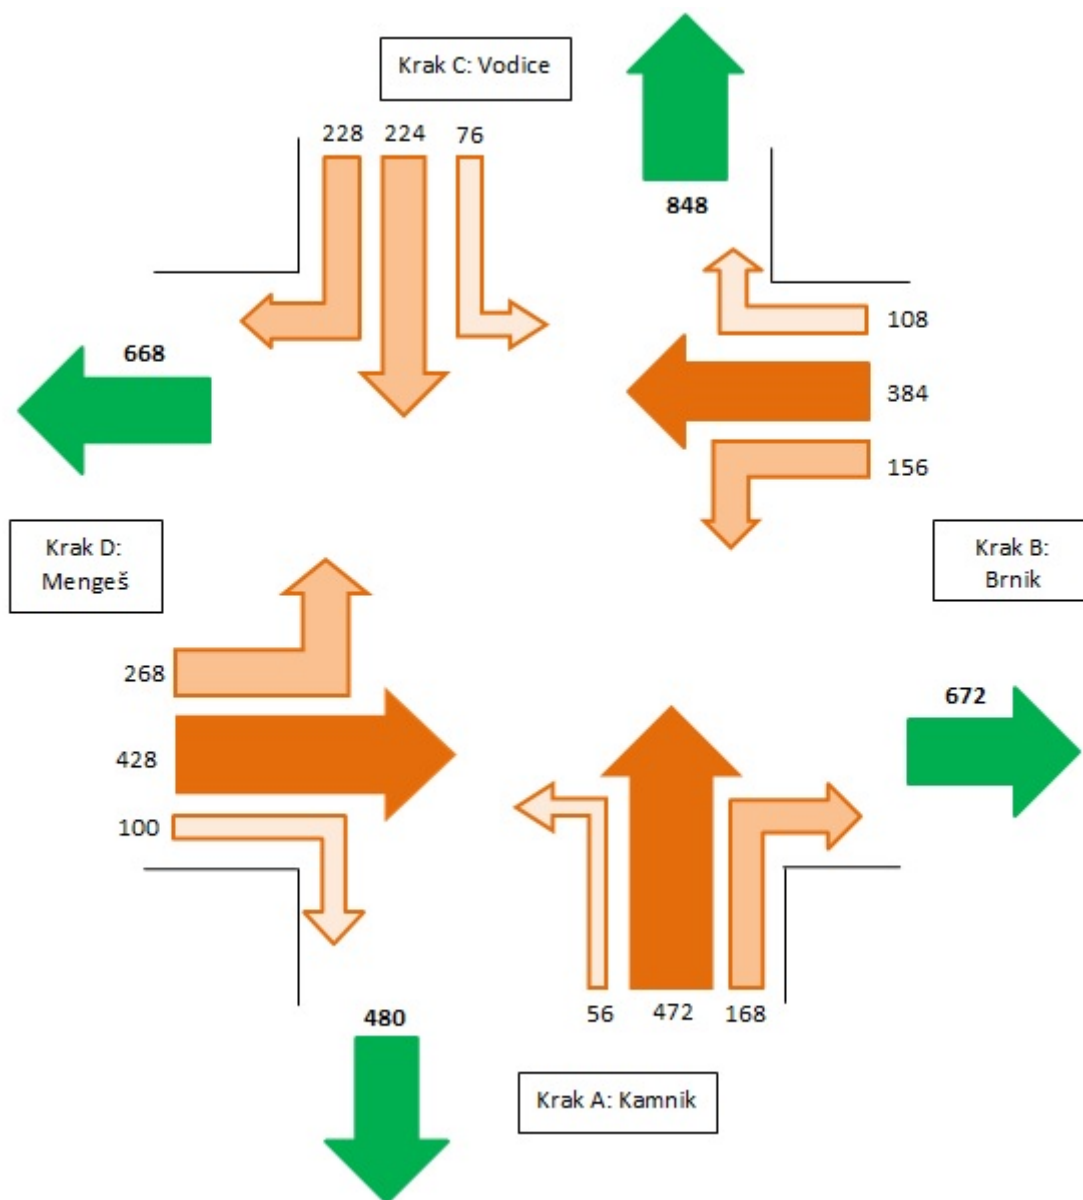 Krak C: Vodice
228 224 76
848
108
668
384
156
Krak D:
Mengeš
Krak B:
Brnik
268
672
428
100
56 472 168
480
Krak A: Kamnik